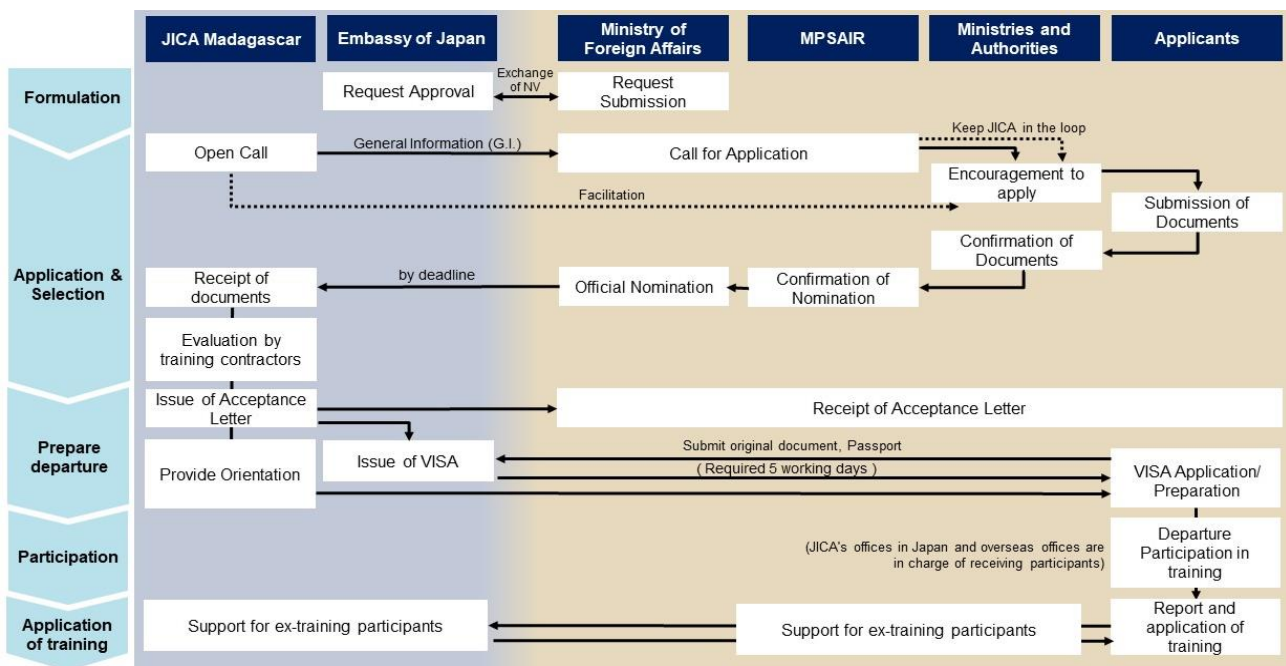 JICA Madagascar
Embassy of Japan
Ministry of
Foreign Affairs
MPSAIR
Ministries and
Authorities
Applicants
Formulation
Request Approval
Exchange
of NV
Request
Submission
Open Call
General Information (G.I.)
Call for Application
Keep JICA in the loop
Encouragement to
apply
Facilitation
Submission of
Documents
Application &
Selection
Confirmation of
Documents
Receipt of
documents
by deadline
Official Nomination
Confirmation of
Nomination
Evaluation by
training contractors
Issue of Acceptance
Letter
Receipt of Acceptance Letter
Prepare
departure
Provide Orientation
Issue of VISA
Submit original document, Passport
( Required 5 working days )
VISA Application/
Preparation
Participation
(JICA's offices in Japan and overseas offices are
in charge of receiving participants)
Departure
Participation in
training
Application
of training
Support for ex-training participants
Support for ex-training participants
Report and
application of
training